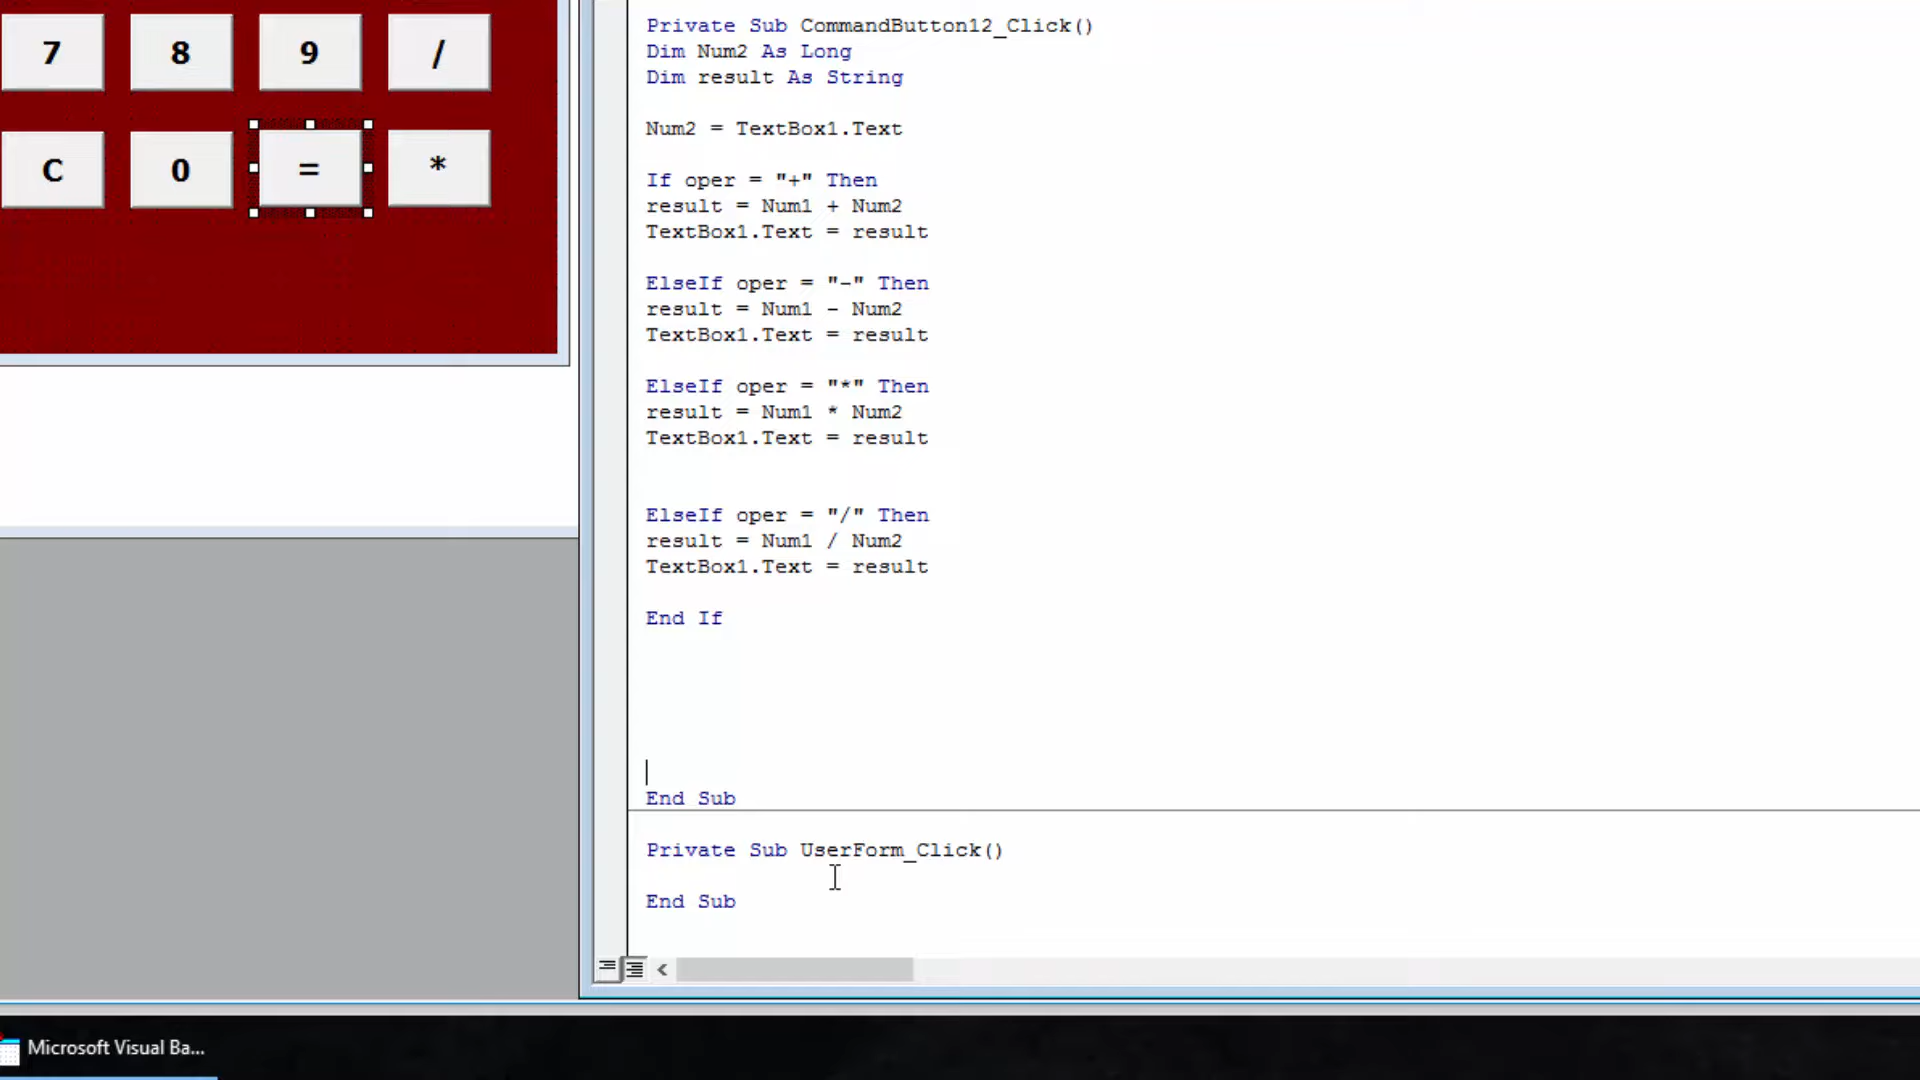 7 8 9 /
C 0 = *
Private Sub CommandButton12_Click()
Dim Num2 As Long
Dim result As String
Num2 = TextBox1.Text
If oper = "+" Then
result = Num1 + Num2
TextBox1.Text = result
ElseIf oper = "-" Then
result = Num1 - Num2
TextBox1.Text = result
ElseIf oper = "*" Then
result = Num1 * Num2
TextBox1.Text = result
ElseIf oper = "/" Then
result = Num1 / Num2
TextBox1.Text = result
End If
End Sub
Private Sub UserForm_Click()
End Sub
Microsoft Visual Ba...